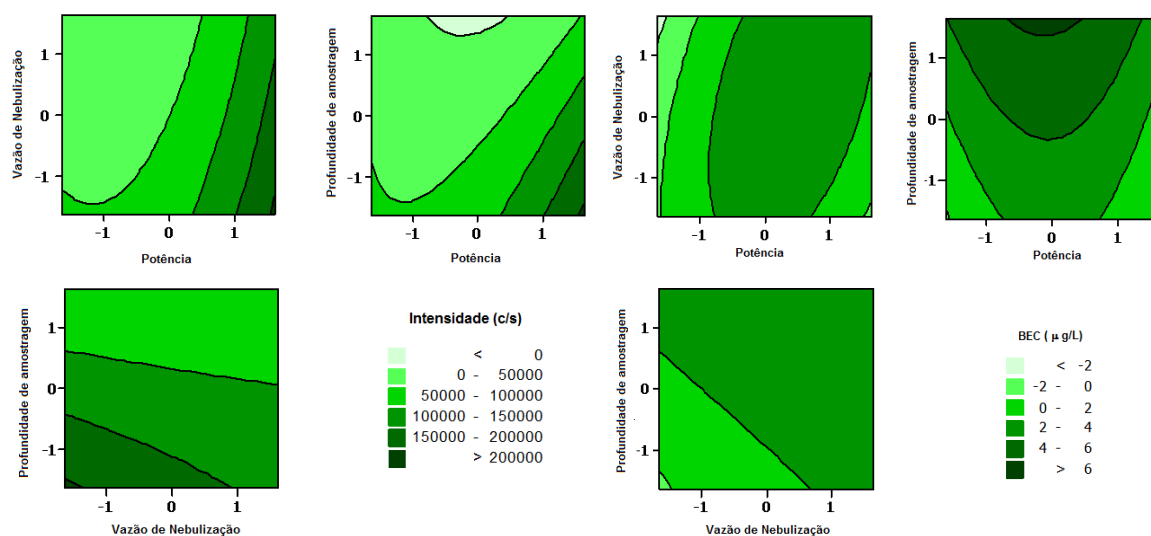 Vazão de Nebulização
1
0
-1
-1 0 1
Potência
Profundidade de amostragem
1
0
-1
-1 0 1
Potência
Vazão de Nebulização
1
0
-1
-1 0 1
Potência
Profundidade de amostragem
1
0
-1
-1 0 1
Potência
Profundidade de amostragem
1
0
-1
-1 0 1
Vazão de Nebulização
Intensidade (c/s)
< 0
0 - 50000
50000 - 100000
100000 - 150000
150000 - 200000
> 200000
Profundidade de amostragem
1
0
-1
-1 0 1
Vazão de Nebulização
BEC ( μ g/L)
< -2
-2 - 0
0 - 2
2 - 4
4 - 6
> 6